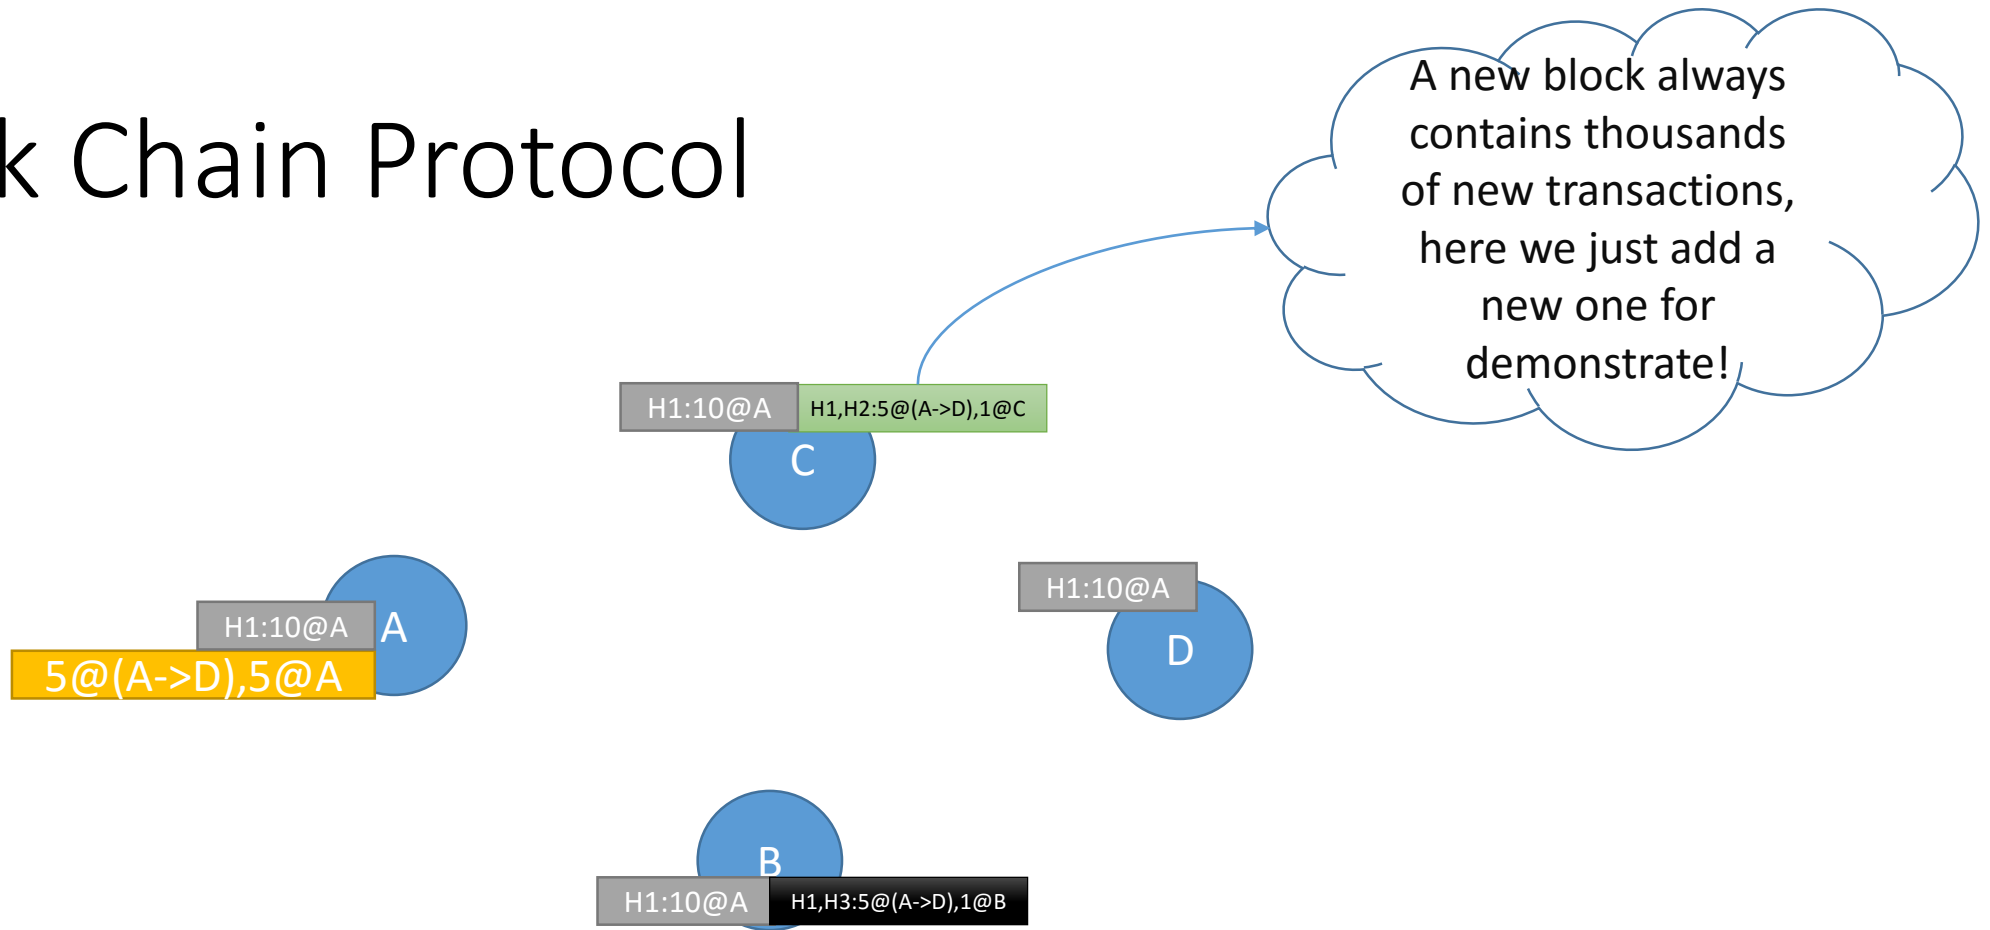 k Chain Protocol
A new block always
contains thousands
of new transactions,
here we just add a
new one for
demonstrate!
H1:10@A
H1,H2:5@(A->D),1@C
C
H1:10@A
D
H1:10@A
A
5@(A->D),5@A
B
H1:10@A
H1,H3:5@(A->D),1@B